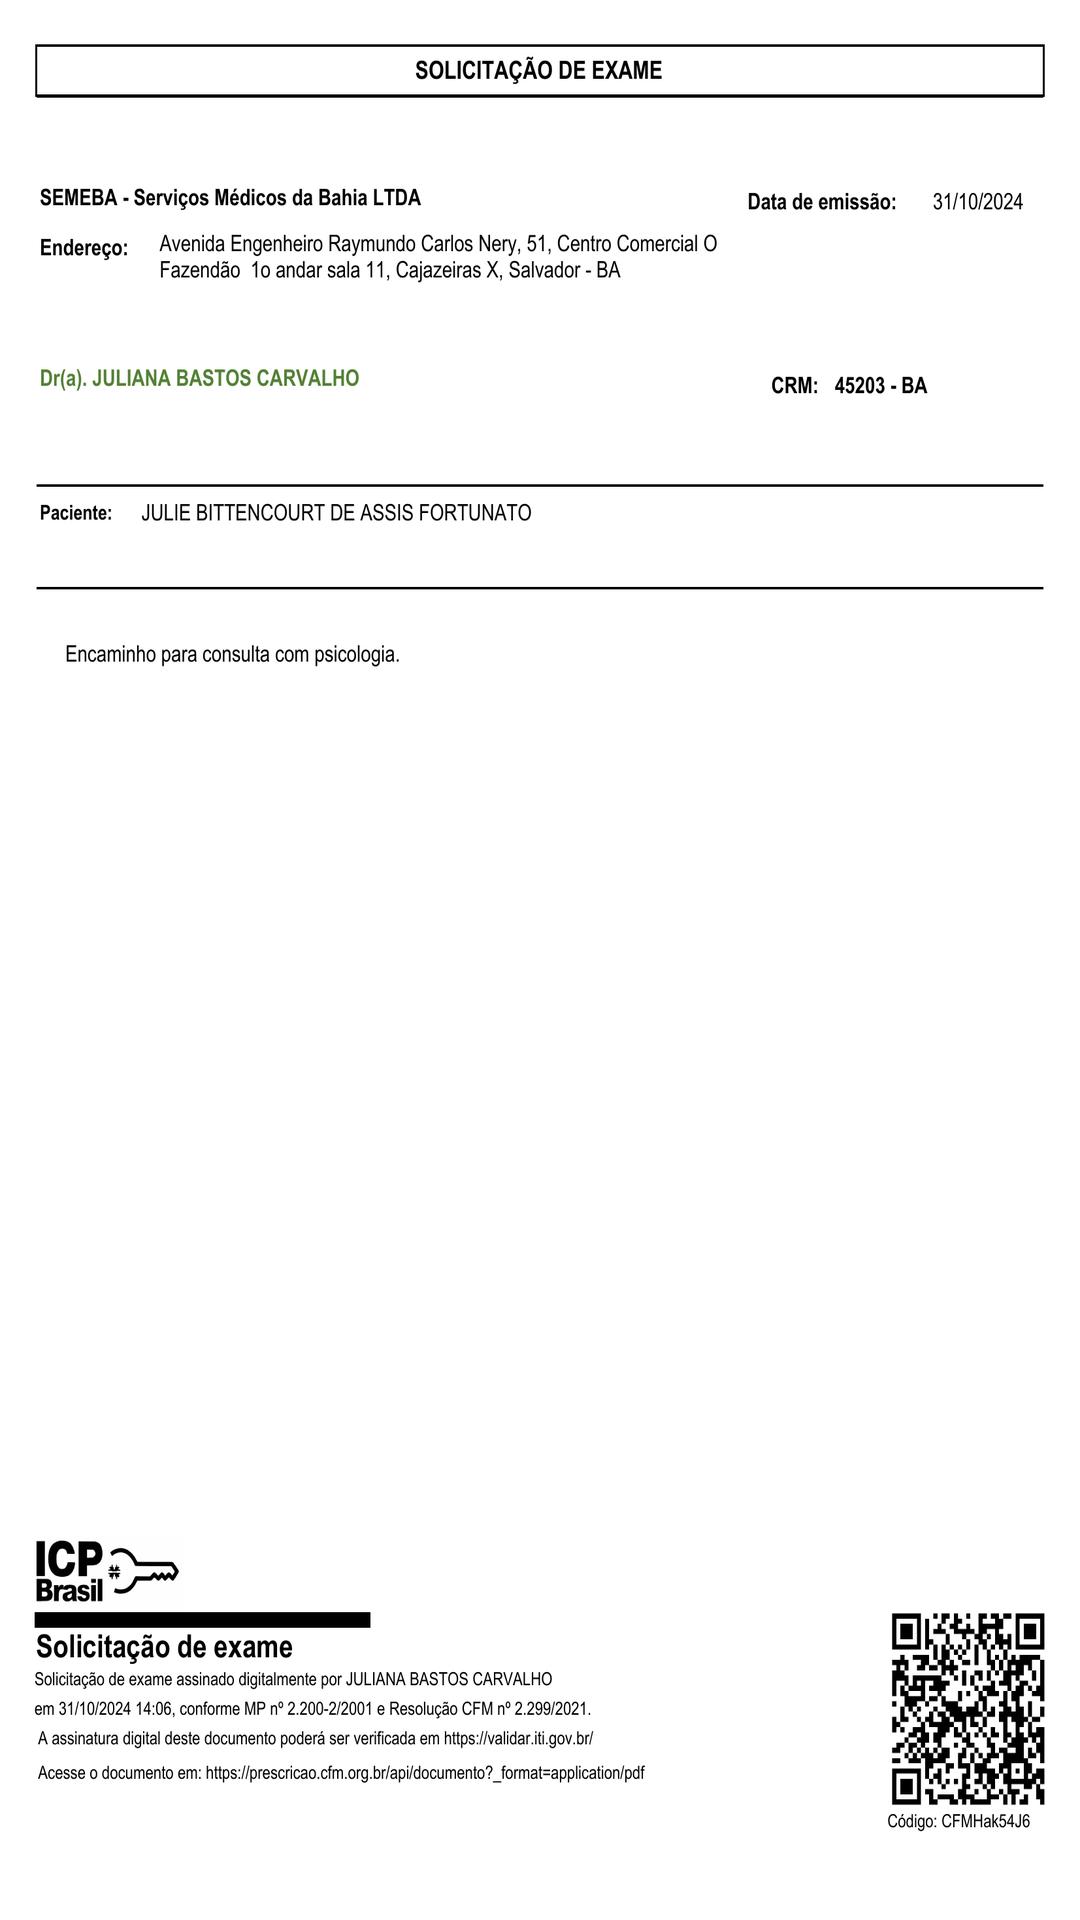 SOLICITAÇÃO DE EXAME
SEMEBA - Serviços Médicos da Bahia LTDA
Data de emissão: 31/10/2024
Endereço: Avenida Engenheiro Raymundo Carlos Nery, 51, Centro Comercial O
Fazendão 1o andar sala 11, Cajazeiras X, Salvador - BA
Dr(a). JULIANA BASTOS CARVALHO
CRM: 45203 - BA
Paciente: JULIE BITTENCOURT DE ASSIS FORTUNATO
Encaminho para consulta com psicologia.
ICP
Brasil
Solicitação de exame
Solicitação de exame assinado digitalmente por JULIANA BASTOS CARVALHO
em 31/10/2024 14:06, conforme MP nº 2.200-2/2001 e Resolução CFM nº 2.299/2021.
A assinatura digital deste documento poderá ser verificada em https://validar.iti.gov.br/
Acesse o documento em: https://prescricao.cfm.org.br/api/documento?_format=application/pdf
Código: CFMHak54J6